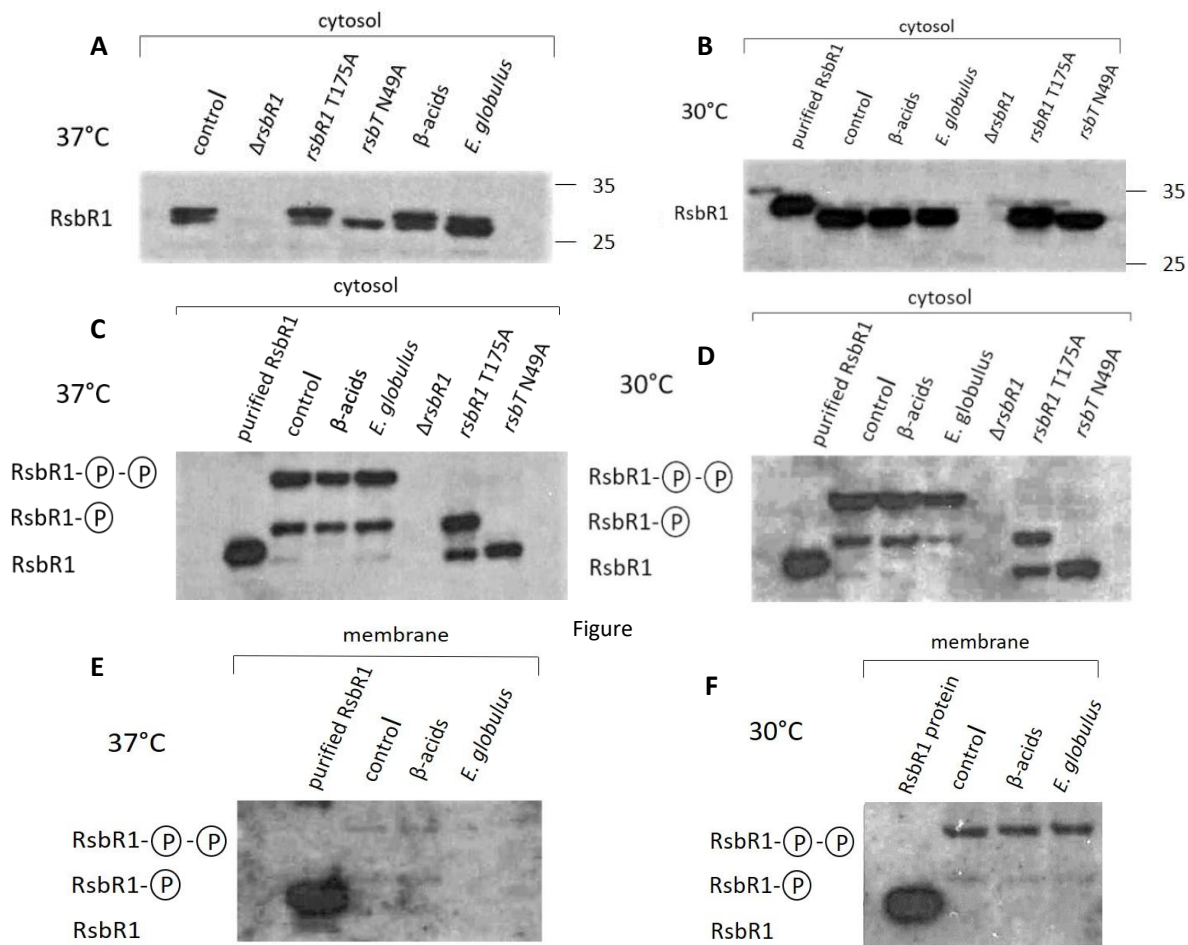 A
cytosol
37°C
control
ΔrsbR1
rsbR1 T175A
rsbT N49A
β-acids
E. globulus
RsbR1
35
25
B
cytosol
30°C
purified RsbR1
control
β-acids
E. globulus
ΔrsbR1
rsbR1 T175A
rsbT N49A
RsbR1
35
25
C
cytosol
37°C
purified RsbR1
control
β-acids
E. globulus
ΔrsbR1
rsbR1 T175A
rsbT N49A
RsbR1-P-P
RsbR1-P
RsbR1
D
cytosol
30°C
purified RsbR1
control
β-acids
E. globulus
ΔrsbR1
rsbR1 T175A
rsbT N49A
RsbR1-P-P
RsbR1-P
RsbR1
Figure
E
membrane
37°C
purified RsbR1
control
β-acids
E. globulus
RsbR1-P-P
RsbR1-P
RsbR1
F
membrane
30°C
RsbR1 protein
control
β-acids
E. globulus
RsbR1-P-P
RsbR1-P
RsbR1